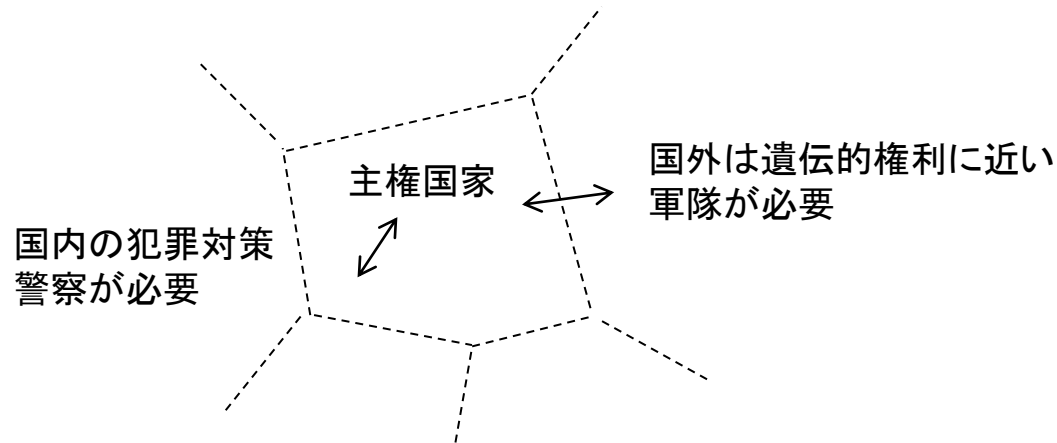 主権国家
国外は遺伝的権利に近い
軍隊が必要
国内の犯罪対策
警察が必要